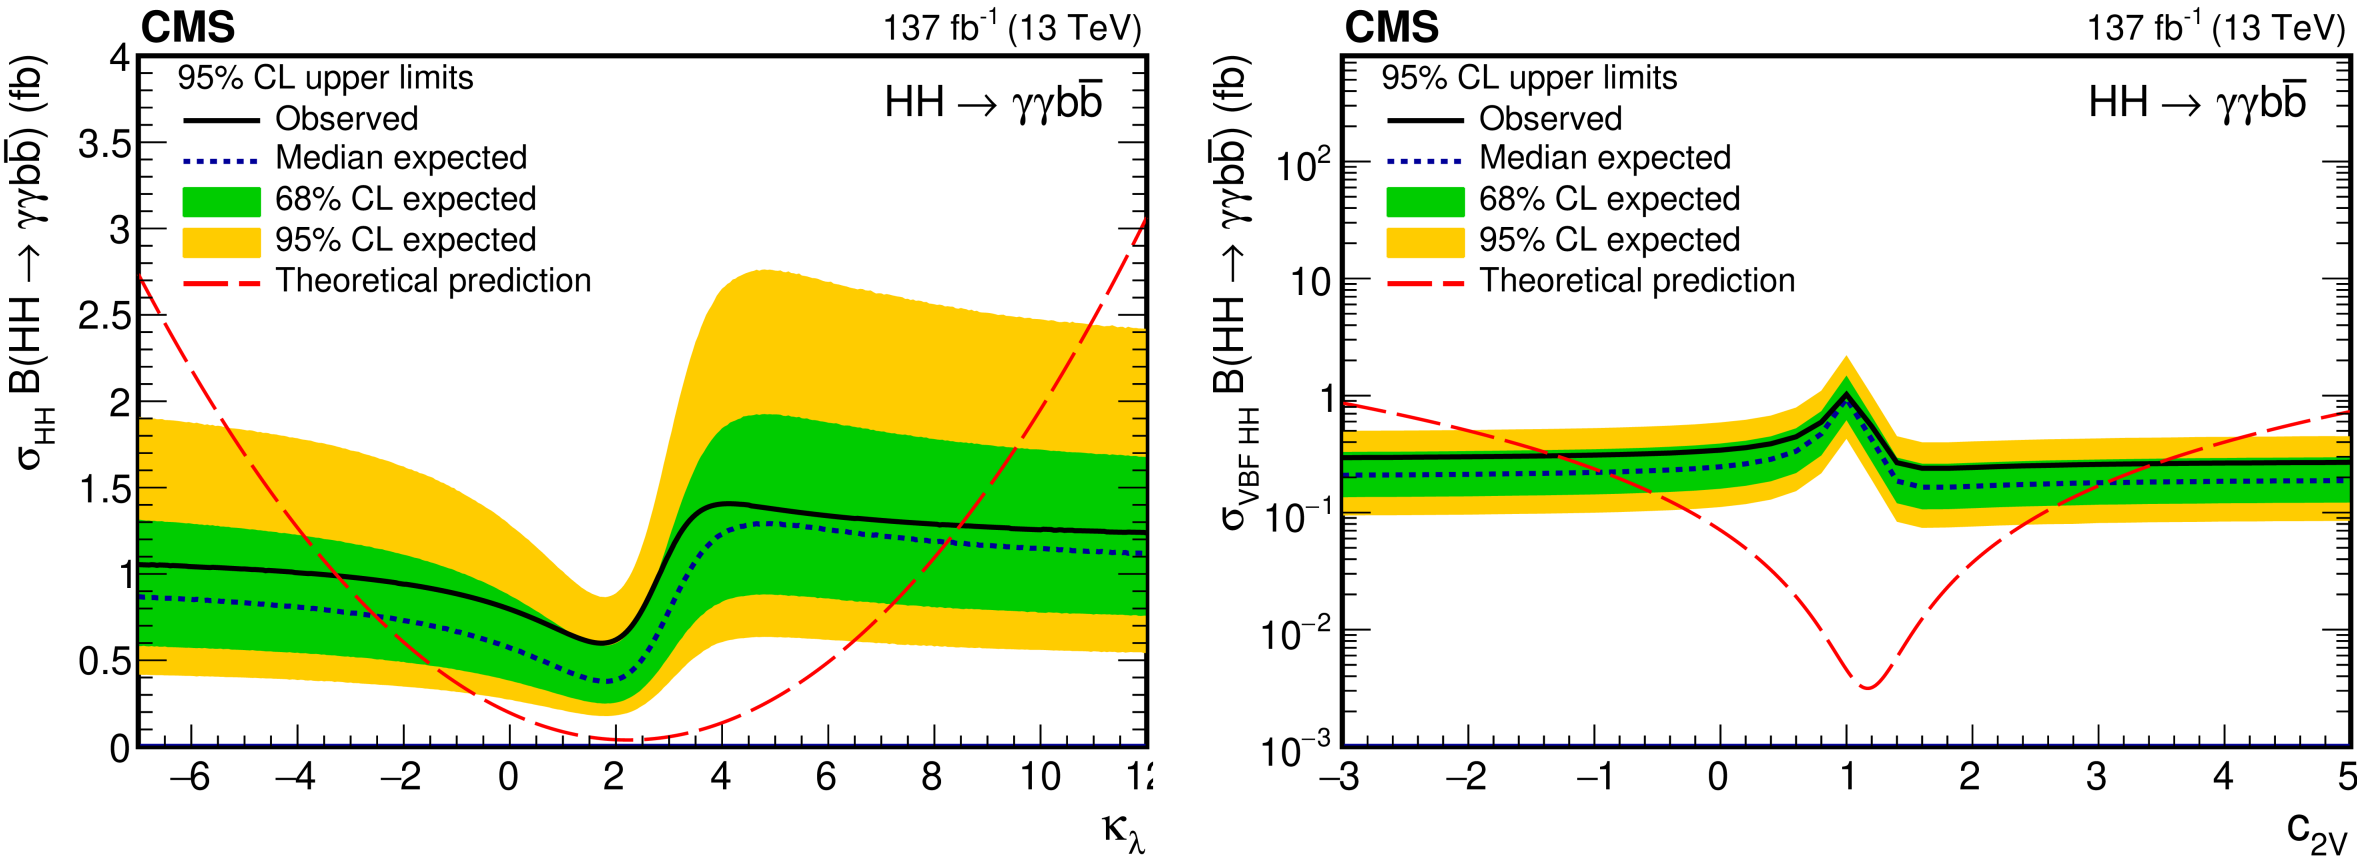 CMS
137 fb⁻¹ (13 TeV)
σHH B(HH → γγbb̅) (fb)
95% CL upper limits
Observed
Median expected
68% CL expected
95% CL expected
Theoretical prediction
HH → γγbb̅
4
3.5
3
2.5
2
1.5
1
0.5
0
−6 −4 −2 0 2 4 6 8 10 12
κλ
CMS
137 fb⁻¹ (13 TeV)
σVBF HH B(HH → γγbb̅) (fb)
95% CL upper limits
Observed
Median expected
68% CL expected
95% CL expected
Theoretical prediction
HH → γγbb̅
10²
10
1
10⁻¹
10⁻²
10⁻³
−3 −2 −1 0 1 2 3 4 5
c2V